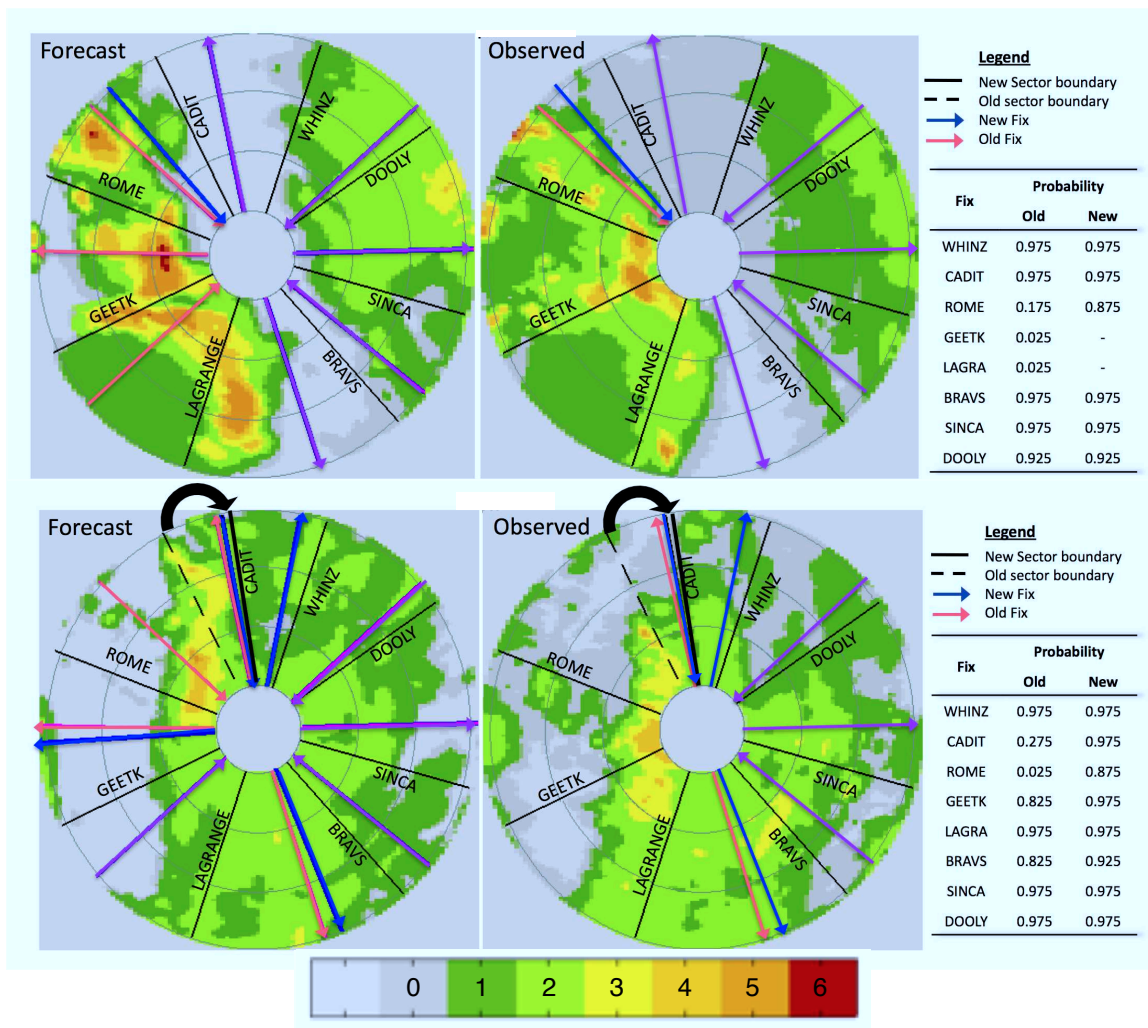 Forecast
CADIT
WHINZ
DOOLY
ROME
GEETK
LAGRANGE
SINCA
BRAVS
Observed
CADIT
WHINZ
DOOLY
ROME
GEETK
LAGRANGE
SINCA
BRAVS
Legend
New Sector boundary
Old sector boundary
New Fix
Old Fix
Fix Probability
Old New
WHINZ 0.975 0.975
CADIT 0.975 0.975
ROME 0.175 0.875
GEETK 0.025 -
LAGRA 0.025 -
BRAVS 0.975 0.975
SINCA 0.975 0.975
DOOLY 0.925 0.925
Forecast
CADIT
WHINZ
DOOLY
ROME
GEETK
LAGRANGE
SINCA
BRAVS
Observed
CADIT
WHINZ
DOOLY
ROME
GEETK
LAGRANGE
SINCA
BRAVS
Legend
New Sector boundary
Old sector boundary
New Fix
Old Fix
Fix Probability
Old New
WHINZ 0.975 0.975
CADIT 0.275 0.975
ROME 0.025 0.875
GEETK 0.825 0.975
LAGRA 0.975 0.975
BRAVS 0.825 0.925
SINCA 0.975 0.975
DOOLY 0.975 0.975
0 1 2 3 4 5 6